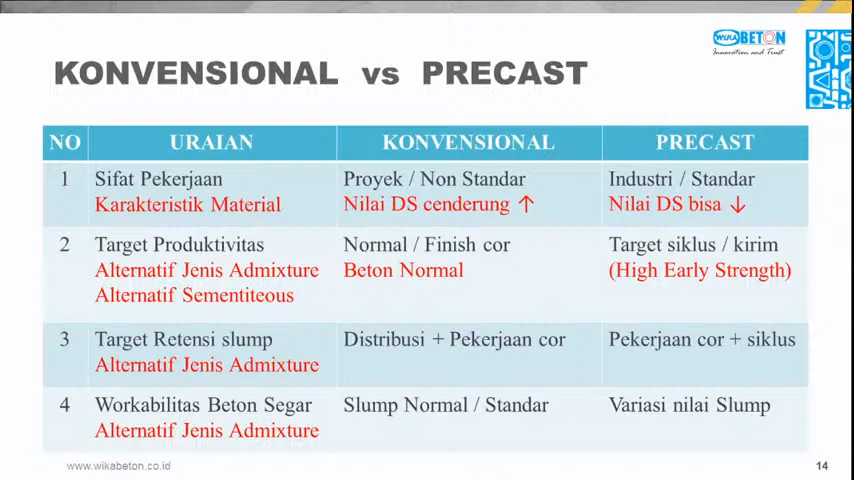 WIKA BETON
Innovation and Trust
KONVENSIONAL vs PRECAST
NO URAIAN KONVENSIONAL PRECAST
1 Sifat Pekerjaan Proyek / Non Standar Industri / Standar
Karakteristik Material Nilai DS cenderung ↑ Nilai DS bisa ↓
2 Target Produktivitas Normal / Finish cor Target siklus / kirim
Alternatif Jenis Admixture Beton Normal (High Early Strength)
Alternatif Sementiteous
3 Target Retensi slump Distribusi + Pekerjaan cor Pekerjaan cor + siklus
Alternatif Jenis Admixture
4 Workabilitas Beton Segar Slump Normal / Standar Variasi nilai Slump
Alternatif Jenis Admixture
www.wikabeton.co.id 14